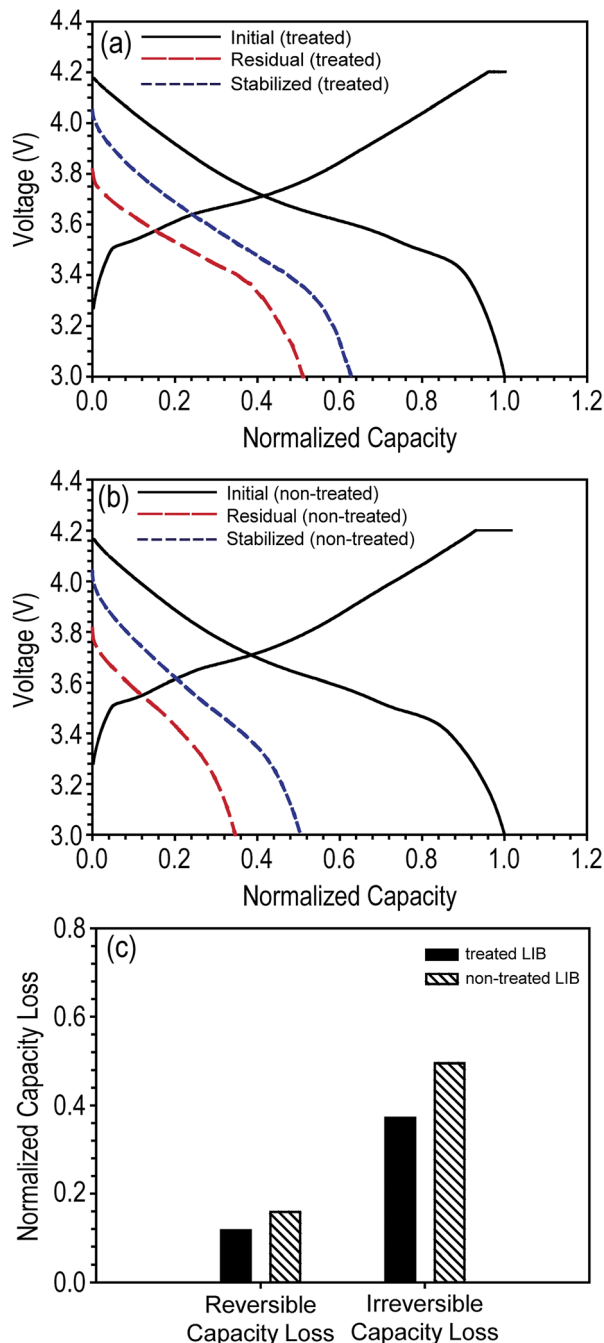 (a)
Initial (treated)
Residual (treated)
Stabilized (treated)
Voltage (V)
4.4
4.2
4.0
3.8
3.6
3.4
3.2
3.0
0.0 0.2 0.4 0.6 0.8 1.0 1.2
Normalized Capacity
(b)
Initial (non-treated)
Residual (non-treated)
Stabilized (non-treated)
Voltage (V)
4.4
4.2
4.0
3.8
3.6
3.4
3.2
3.0
0.0 0.2 0.4 0.6 0.8 1.0 1.2
Normalized Capacity
(c)
treated LIB
non-treated LIB
Normalized Capacity Loss
0.8
0.6
0.4
0.2
0.0
Reversible
Capacity Loss
Irreversible
Capacity Loss